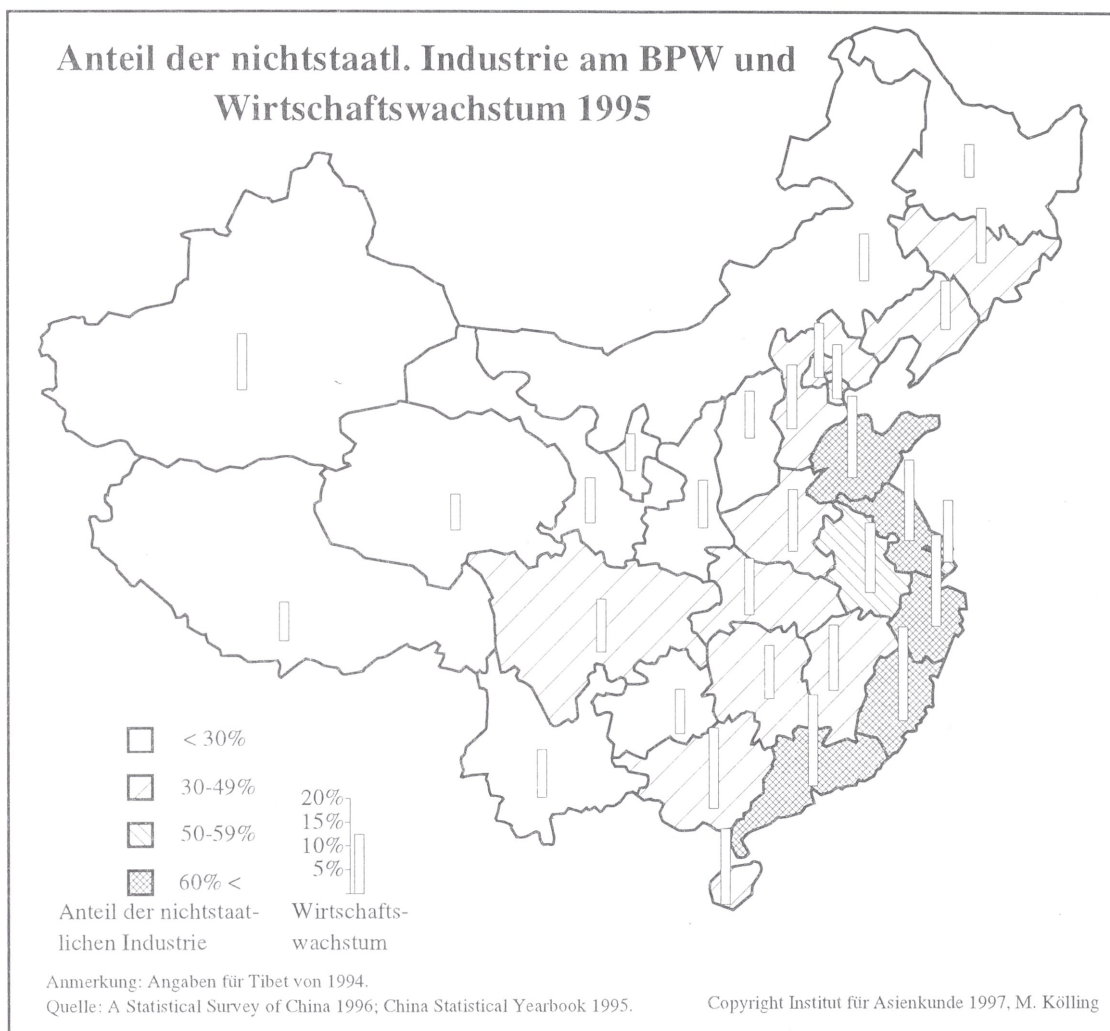 Anteil der nichtstaatl. Industrie am BPW und
Wirtschaftswachstum 1995
< 30%
30-49%
50-59%
60% <
Anteil der nichtstaat-
lichen Industrie
20%
15%
10%
5%
Wirtschafts-
wachstum
Anmerkung: Angaben für Tibet von 1994.
Quelle: A Statistical Survey of China 1996; China Statistical Yearbook 1995.
Copyright Institut für Asienkunde 1997, M. Kölling